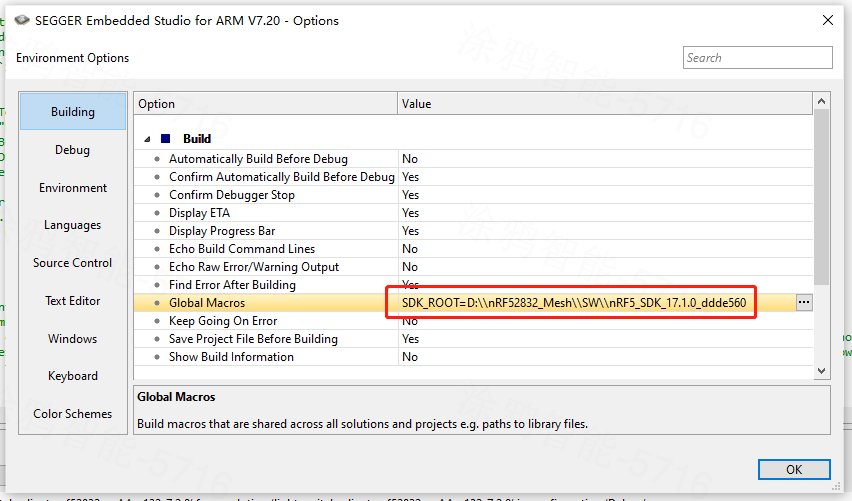 SEGGER Embedded Studio for ARM V7.20 - Options
Environment Options
Search
Building
Debug
Environment
Languages
Source Control
Text Editor
Windows
Keyboard
Color Schemes
Option Value
Build
Automatically Build Before Debug No
Confirm Automatically Build Before Debug Yes
Confirm Debugger Stop Yes
Display ETA Yes
Display Progress Bar Yes
Echo Build Command Lines No
Echo Raw Error/Warning Output No
Find Error After Building Yes
Global Macros SDK_ROOT=D:\\nRF52832_Mesh\\SW\\nRF5_SDK_17.1.0_ddde560
Keep Going On Error No
Save Project File Before Building Yes
Show Build Information No
Global Macros
Build macros that are shared across all solutions and projects e.g. paths to library files.
OK
涂鸦智能-5716